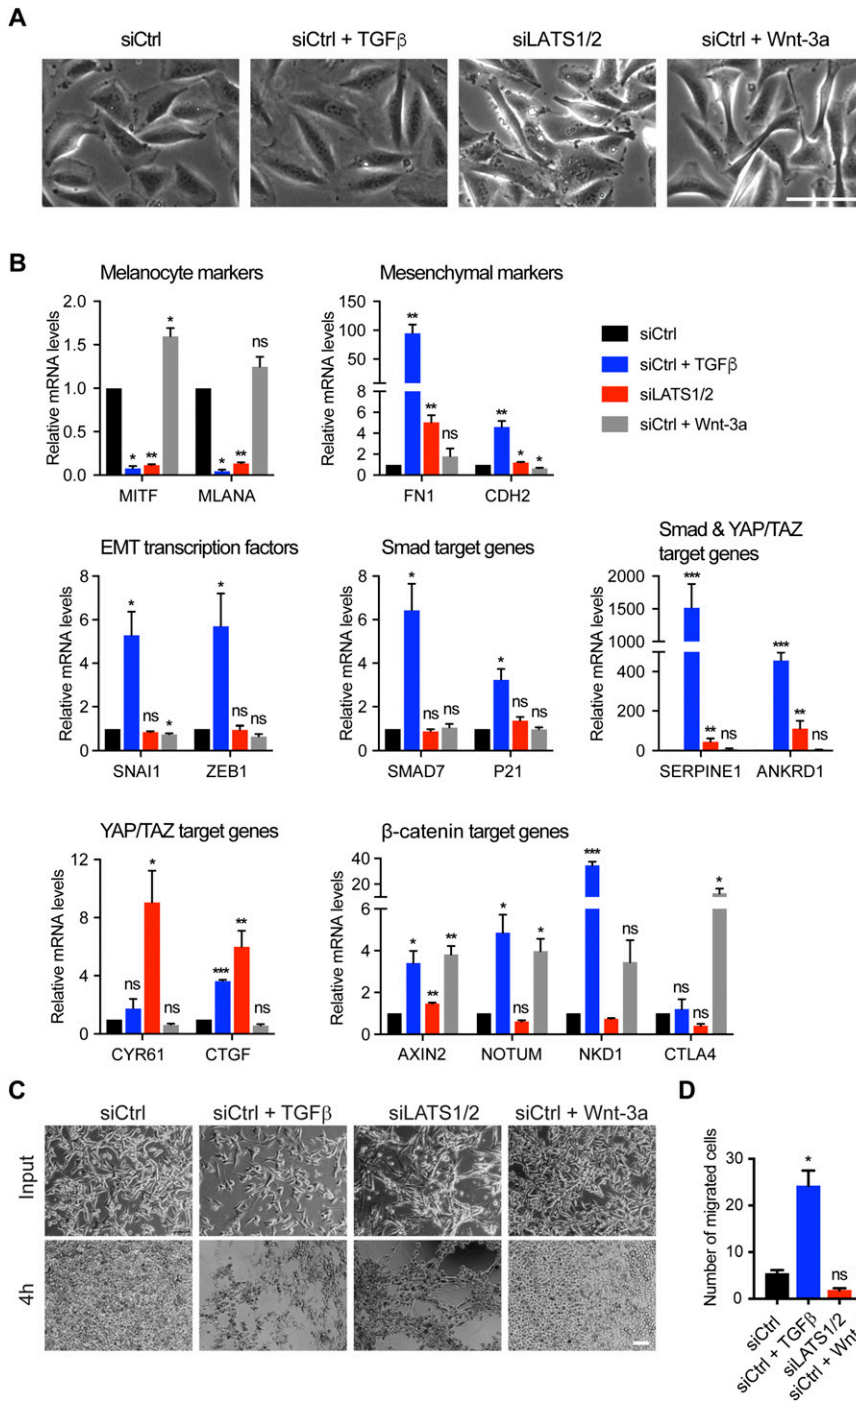 A
siCtrl
siCtrl + TGFβ
siLATS1/2
siCtrl + Wnt-3a
B
Melanocyte markers
Relative mRNA levels
2.0
1.5
1.0
0.5
0.0
* ** *
* ** ns
MITF
MLANA
Mesenchymal markers
Relative mRNA levels
150
100
50
8
6
4
2
0
** ** ns
** * *
FN1
CDH2
siCtrl
siCtrl + TGFβ
siLATS1/2
siCtrl + Wnt-3a
EMT transcription factors
Relative mRNA levels
8
6
4
2
0
* ns *
* ns ns
SNAI1
ZEB1
Smad target genes
Relative mRNA levels
8
6
4
2
0
* ns ns
* ns ns
SMAD7
P21
Smad & YAP/TAZ
target genes
Relative mRNA levels
2000
1500
1000
400
200
0
*** ** ns
*** ** ns
SERPINE1
ANKRD1
YAP/TAZ target genes
Relative mRNA levels
12
8
4
0
ns * ns
*** ** ns
CYR61
CTGF
β-catenin target genes
Relative mRNA levels
40
20
6
4
2
0
* ** **
* ns *
*** ns
ns ns *
AXIN2
NOTUM
NKD1
CTLA4
C
siCtrl
siCtrl + TGFβ
siLATS1/2
siCtrl + Wnt-3a
Input
4h
D
Number of migrated cells
30
20
10
0
*
ns
siCtrl
siCtrl + TGFβ
siLATS1/2
siCtrl + Wnt